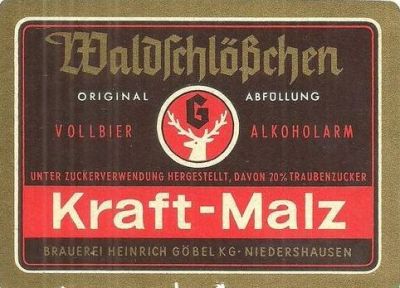 Waldschlößchen
ORIGINAL ABFÜLLUNG
G
VOLLBIER ALKOHOLARM
UNTER ZUCKERVERWENDUNG HERGESTELLT, DAVON 20% TRAUBENZUCKER
Kraft-Malz
BRAUEREI HEINRICH GÖBEL KG - NIEDERSHAUSEN